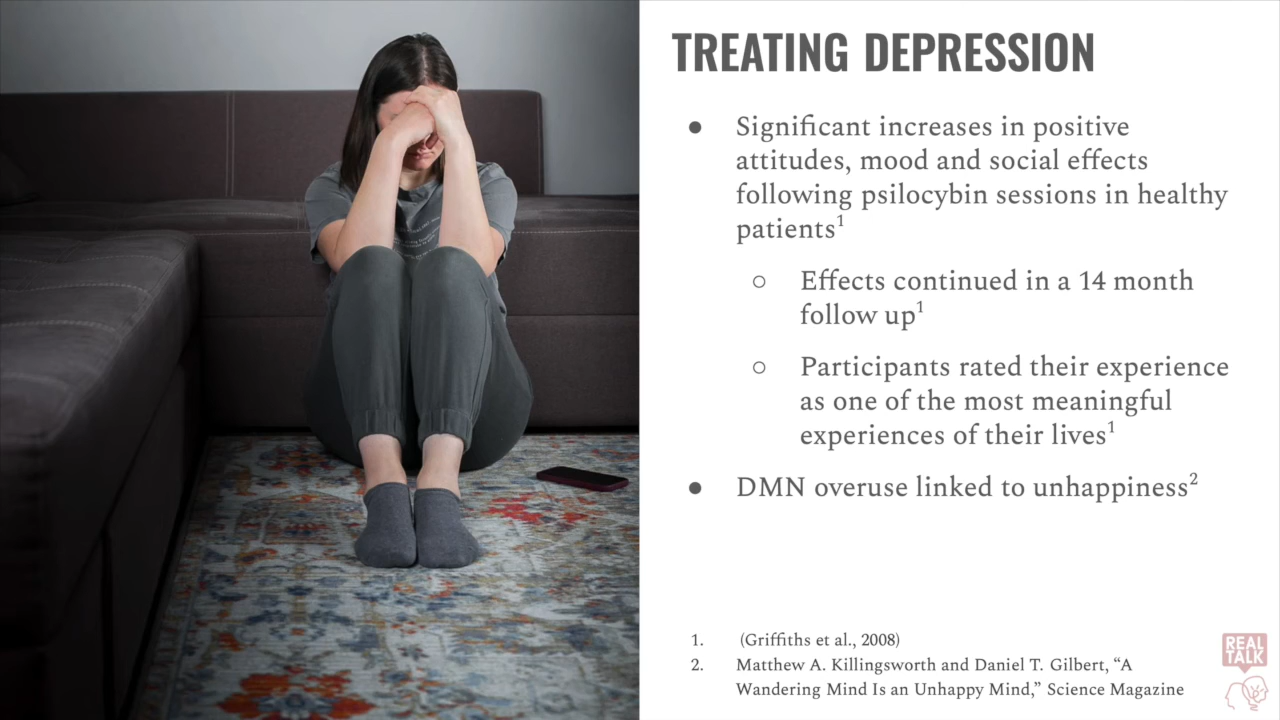 TREATING DEPRESSION
● Significant increases in positive
attitudes, mood and social effects
following psilocybin sessions in healthy
patients¹
○ Effects continued in a 14 month
follow up¹
○ Participants rated their experience
as one of the most meaningful
experiences of their lives¹
● DMN overuse linked to unhappiness²
1. (Griffiths et al., 2008)
2. Matthew A. Killingsworth and Daniel T. Gilbert, “A
Wandering Mind Is an Unhappy Mind,” Science Magazine
REAL
TALK